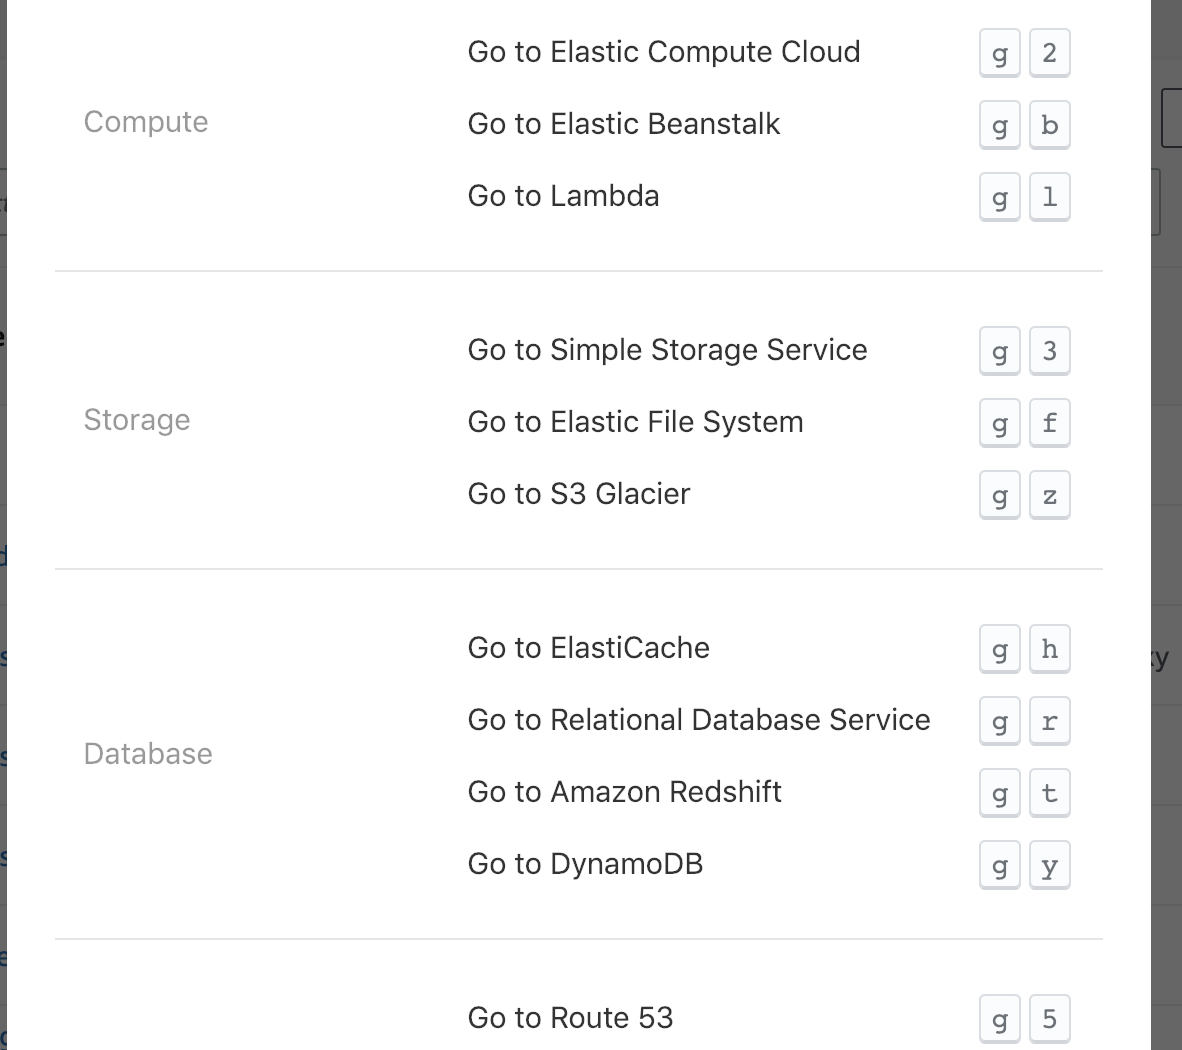 Go to Elastic Compute Cloud g 2
Compute
Go to Elastic Beanstalk g b
Go to Lambda g l
Go to Simple Storage Service g 3
Storage
Go to Elastic File System g f
Go to S3 Glacier g z
Go to ElastiCache g h
Go to Relational Database Service g r
Database
Go to Amazon Redshift g t
Go to DynamoDB g y
Go to Route 53 g 5